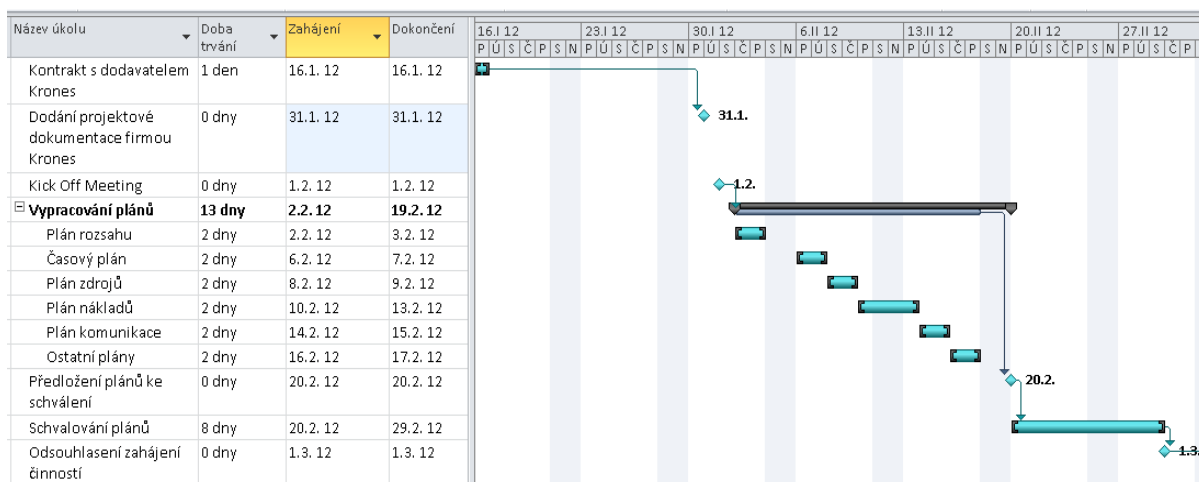 Název úkolu Doba trvání Zahájení Dokončení 16.I 12 23.I 12 30.I 12 6.II 12 13.II 12 20.II 12 27.II 12
P Ú S Č P S N P Ú S Č P S N P Ú S Č P S N P Ú S Č P S N P Ú S Č P S N P Ú S Č P S N P Ú S Č P
Kontrakt s dodavatelem 1 den 16.1. 12 16.1. 12
Krones
Dodání projektové 0 dny 31.1. 12 31.1. 12 31.1.
dokumentace firmou
Krones
Kick Off Meeting 0 dny 1.2. 12 1.2. 12 1.2.
Vypracování plánů 13 dny 2.2. 12 19.2. 12
Plán rozsahu 2 dny 2.2. 12 3.2. 12
Časový plán 2 dny 6.2. 12 7.2. 12
Plán zdrojů 2 dny 8.2. 12 9.2. 12
Plán nákladů 2 dny 10.2. 12 13.2. 12
Plán komunikace 2 dny 14.2. 12 15.2. 12
Ostatní plány 2 dny 16.2. 12 17.2. 12
Předložení plánů ke 0 dny 20.2. 12 20.2. 12 20.2.
schválení
Schvalování plánů 8 dny 20.2. 12 29.2. 12
Odsouhlasení zahájení 0 dny 1.3. 12 1.3. 12 1.3.
činností